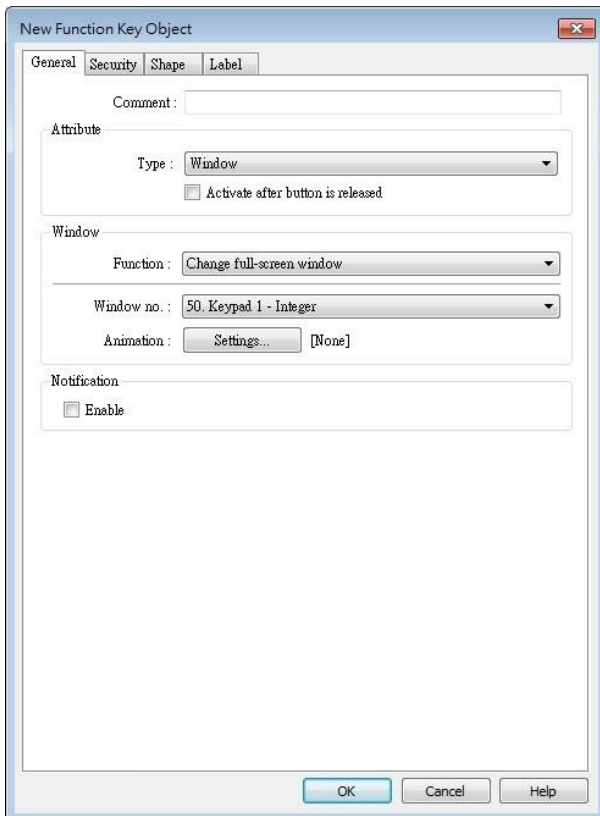 New Function Key Object
General Security Shape Label
Comment :
Attribute
Type : Window
Activate after button is released
Window
Function : Change full-screen window
Window no. : 50. Keypad 1 - Integer
Animation : Settings... [None]
Notification
Enable
OK Cancel Help